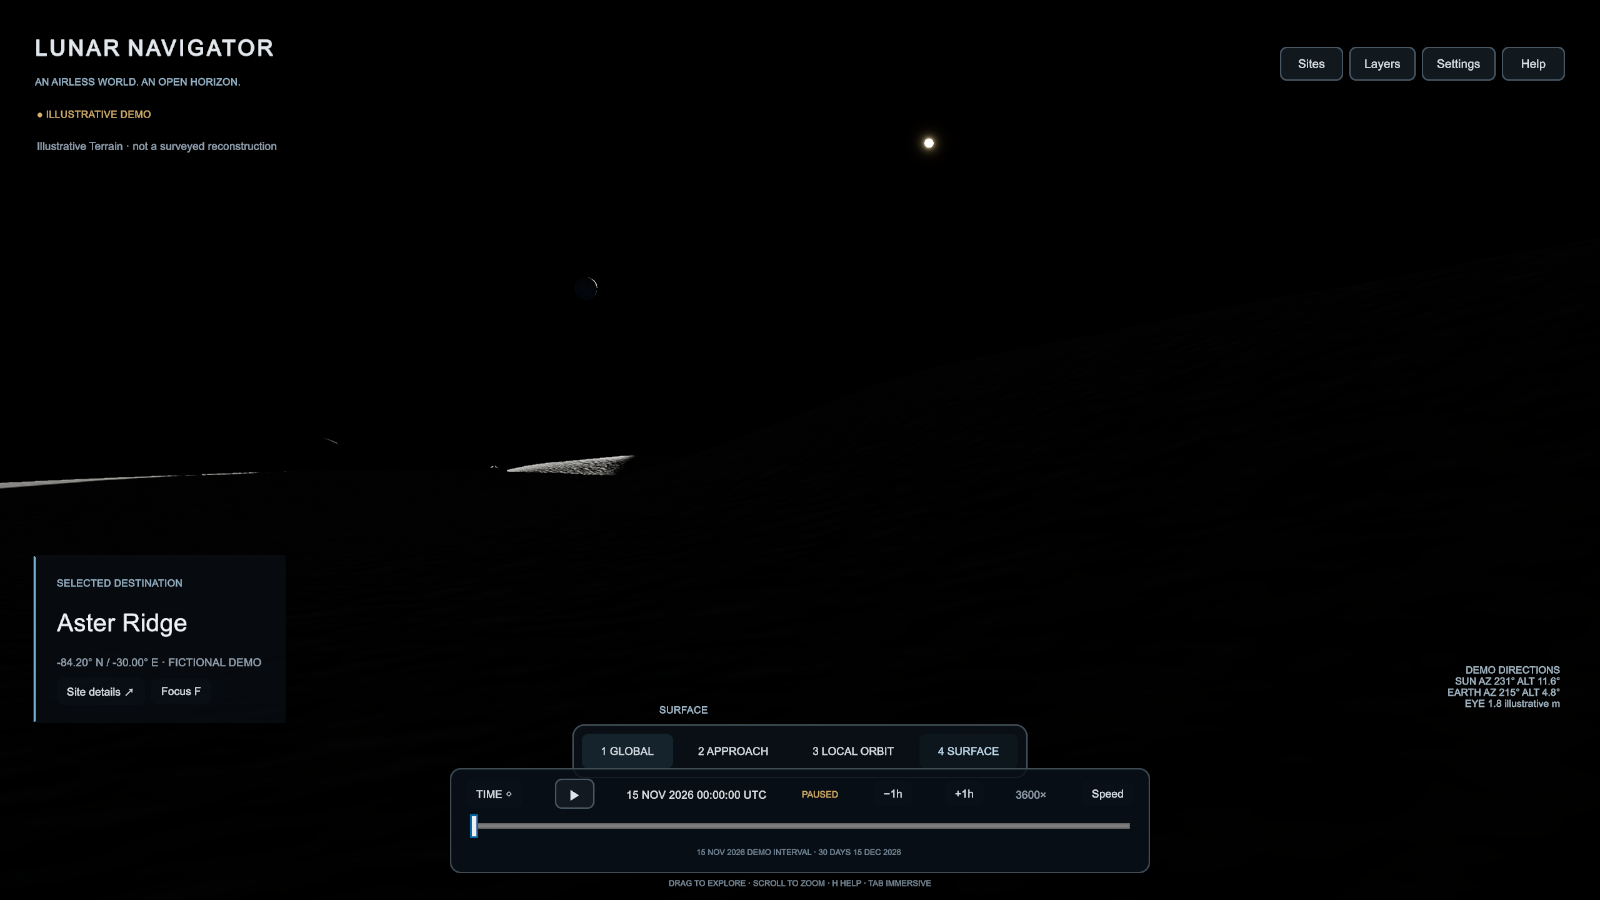 LUNAR NAVIGATOR
AN AIRLESS WORLD. AN OPEN HORIZON.
● ILLUSTRATIVE DEMO
Illustrative Terrain · not a surveyed reconstruction
Sites
Layers
Settings
Help
SELECTED DESTINATION
Aster Ridge
-84.20° N / -30.00° E · FICTIONAL DEMO
Site details ↗
Focus F
DEMO DIRECTIONS
SUN AZ 231° ALT 11.6°
EARTH AZ 215° ALT 4.8°
EYE 1.8 illustrative m
SURFACE
1 GLOBAL
2 APPROACH
3 LOCAL ORBIT
4 SURFACE
TIME ◇
15 NOV 2026 00:00:00 UTC
PAUSED
−1h
+1h
3600×
Speed
15 NOV 2026 DEMO INTERVAL · 30 DAYS 15 DEC 2026
DRAG TO EXPLORE · SCROLL TO ZOOM · H HELP · TAB IMMERSIVE